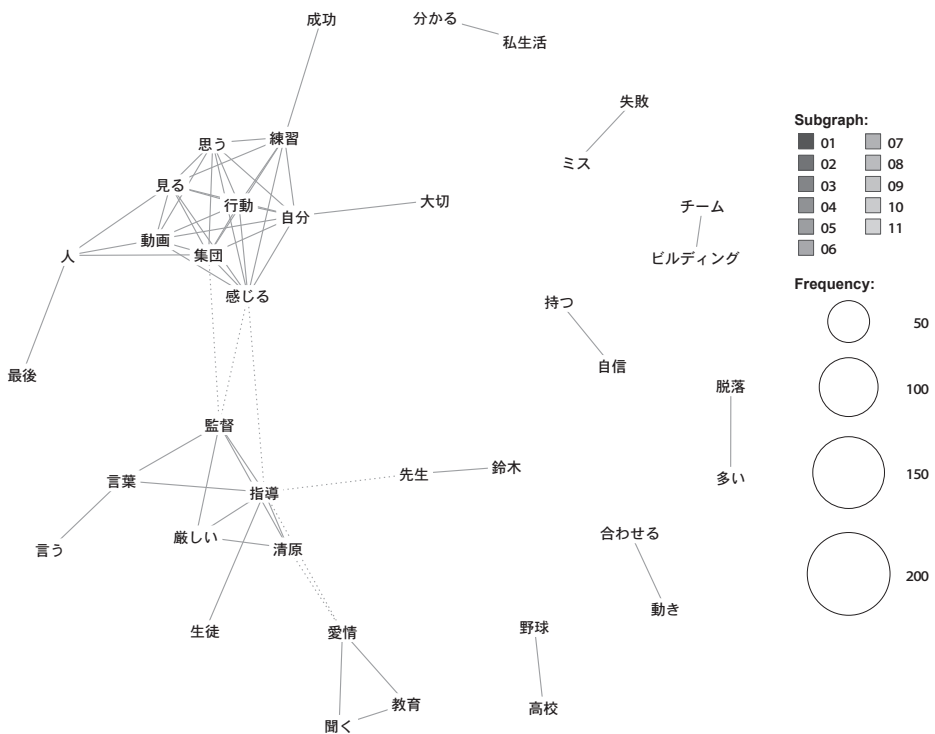 成功
分かる
私生活
失敗
ミス
思う
練習
見る
行動
自分
大切
動画
人
集団
感じる
最後
チーム
ビルディング
持つ
自信
脱落
多い
監督
言葉
指導
先生
鈴木
厳しい
清原
言う
合わせる
動き
生徒
愛情
野球
教育
聞く
高校
Subgraph:
01 07
02 08
03 09
04 10
05 11
06
Frequency:
50
100
150
200